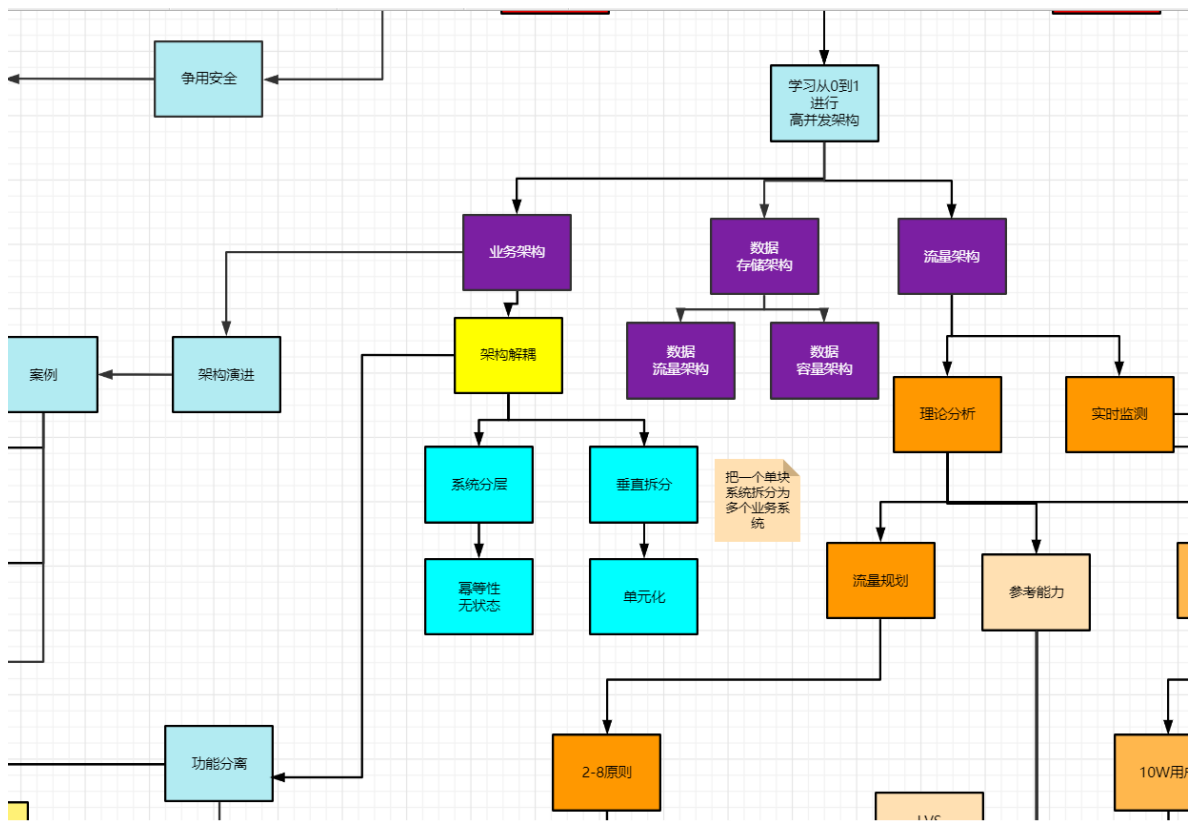 争用安全
学习从0到1
进行
高并发架构
业务架构
数据
存储架构
流量架构
架构解耦
数据
流量架构
数据
容量架构
案例
架构演进
理论分析
实时监测
系统分层
垂直拆分
把一个单块
系统拆分为
多个业务系
统
幂等性
无状态
单元化
流量规划
参考能力
功能分离
2-8原则
10W用